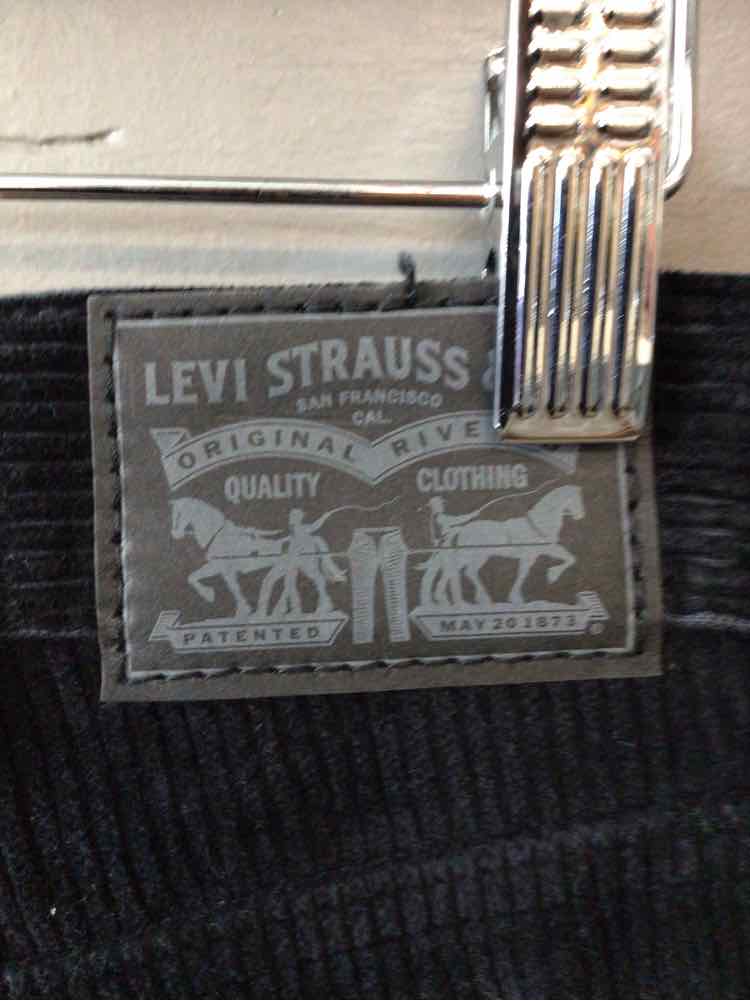 LEVI STRAUSS
SAN FRANCISCO
CAL.
ORIGINAL RIVE
QUALITY CLOTHING
PATENTED MAY 20 1873